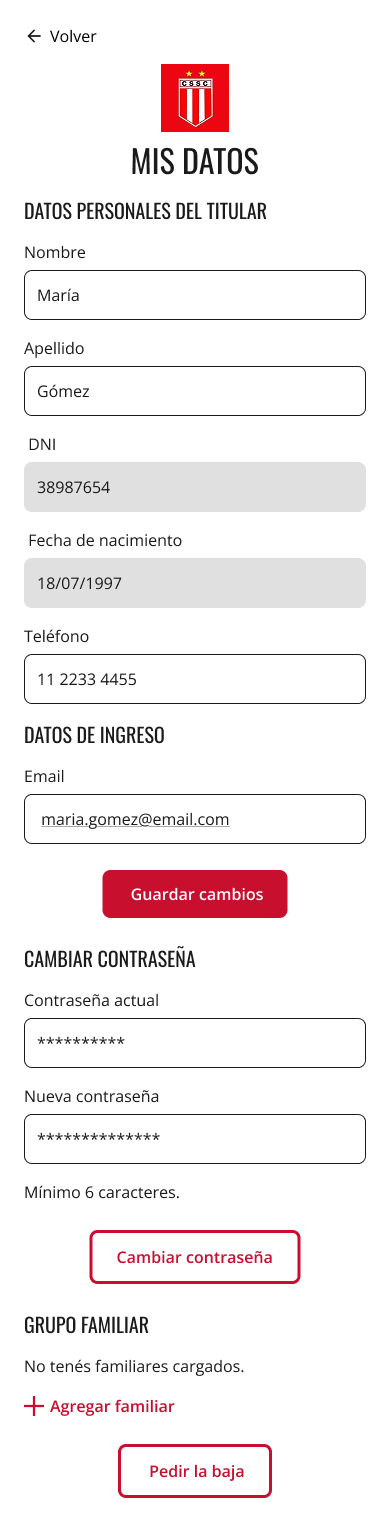 Volver
CSSC
MIS DATOS
DATOS PERSONALES DEL TITULAR
Nombre
María
Apellido
Gómez
DNI
38987654
Fecha de nacimiento
18/07/1997
Teléfono
11 2233 4455
DATOS DE INGRESO
Email
maria.gomez@email.com
Guardar cambios
CAMBIAR CONTRASEÑA
Contraseña actual
**********
Nueva contraseña
**************
Mínimo 6 caracteres.
Cambiar contraseña
GRUPO FAMILIAR
No tenés familiares cargados.
Agregar familiar
Pedir la baja